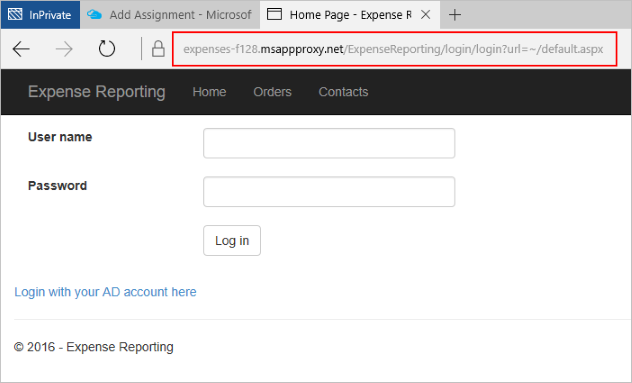 InPrivate
Add Assignment - Microsof
Home Page - Expense R
expenses-f128.msappproxy.net/ExpenseReporting/login/login?url=~/default.aspx
Expense Reporting Home Orders Contacts
User name
Password
Log in
Login with your AD account here
© 2016 - Expense Reporting